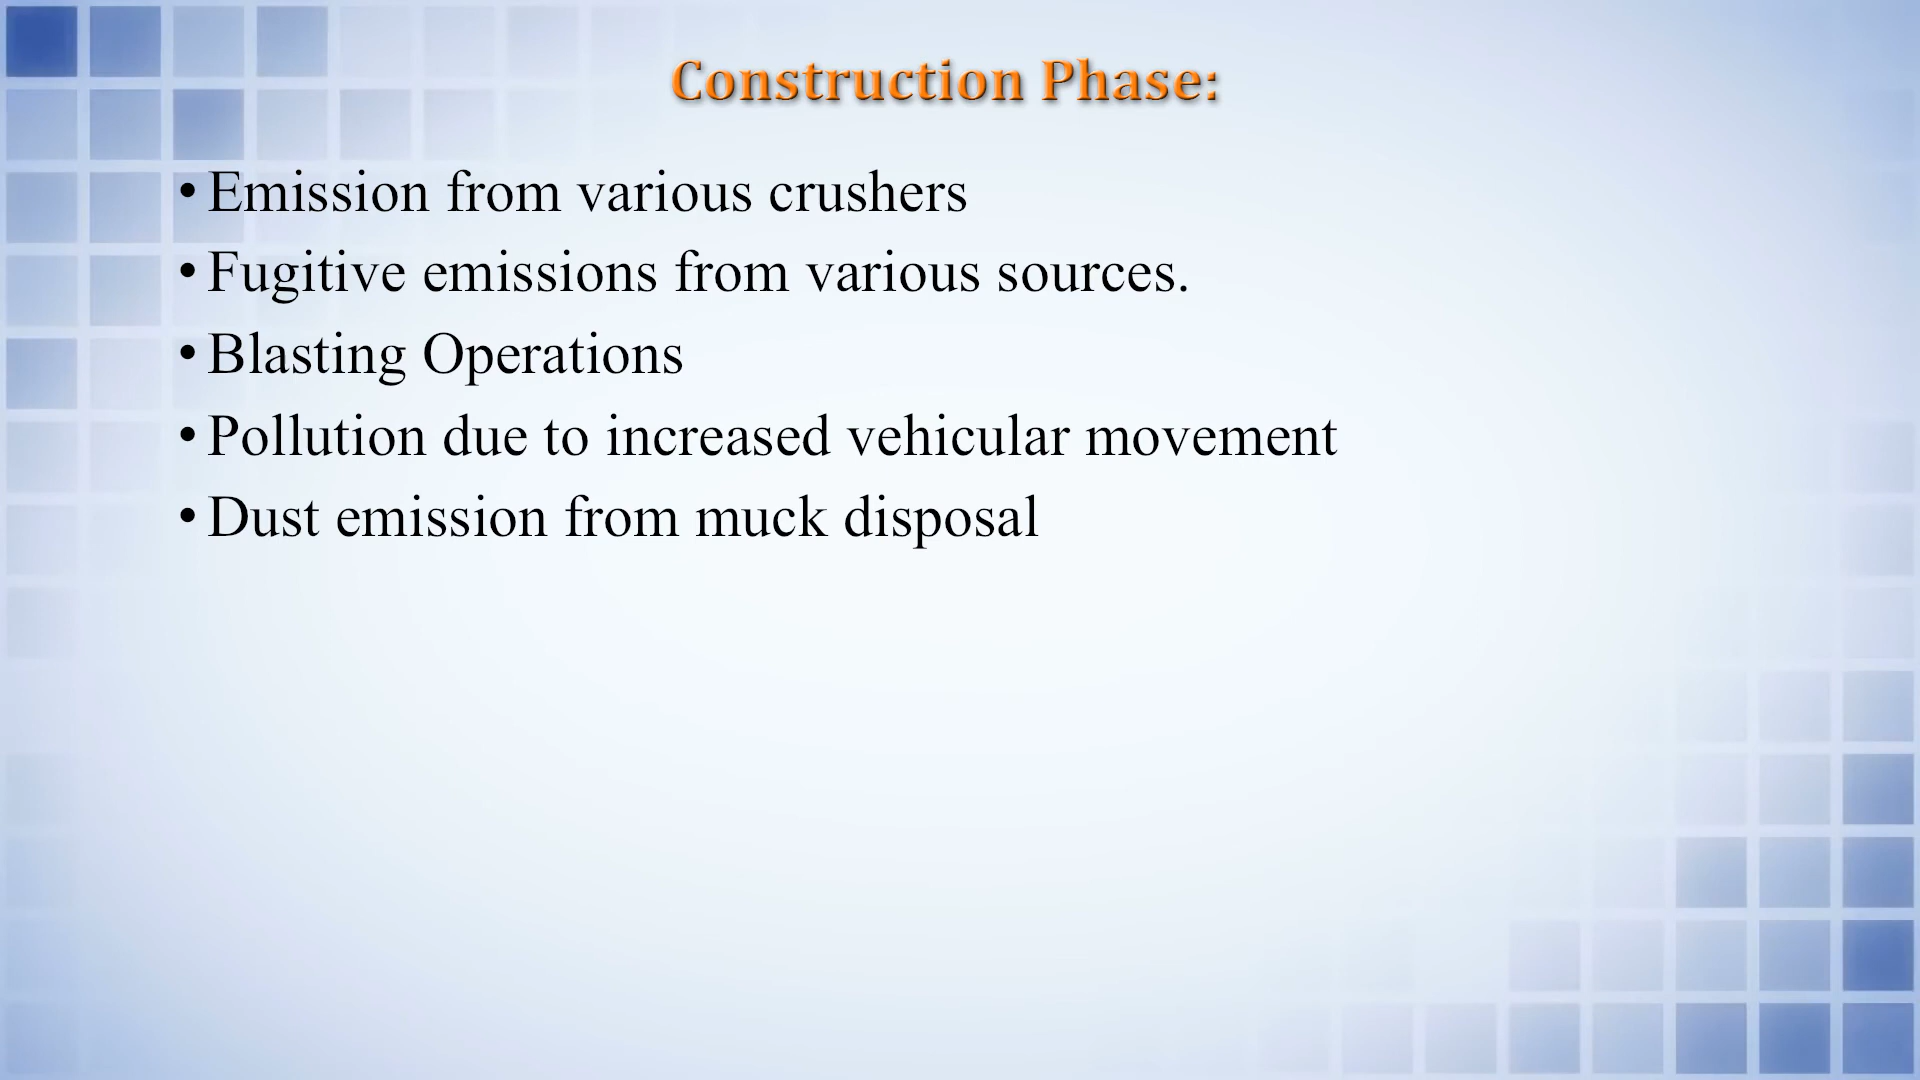 Construction Phase:
• Emission from various crushers
• Fugitive emissions from various sources.
• Blasting Operations
• Pollution due to increased vehicular movement
• Dust emission from muck disposal